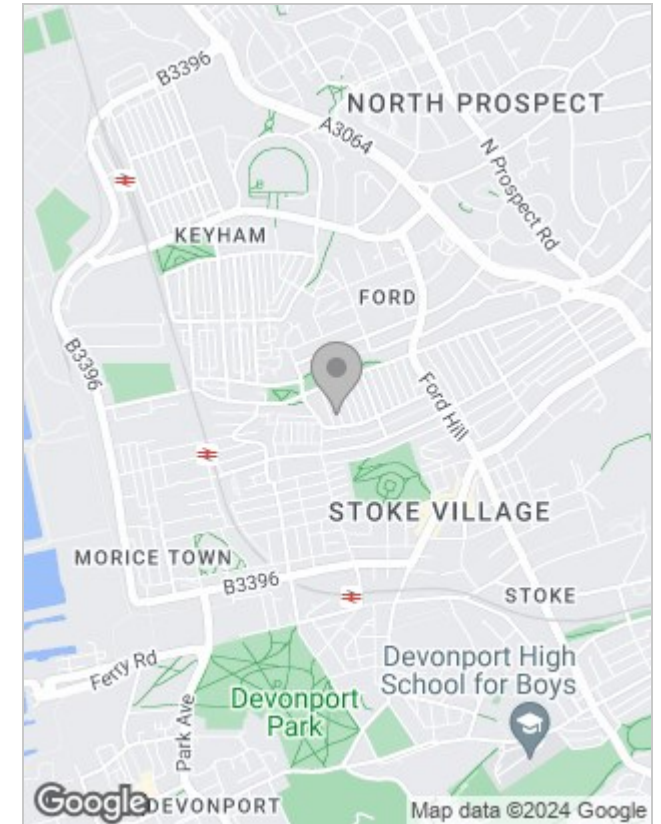 B3396
NORTH PROSPECT
A3064
N Prospect Rd
KEYHAM
FORD
B3396
Ford Hill
STOKE VILLAGE
MORICE TOWN
B3396
STOKE
Ferry Rd
Devonport High
School for Boys
Park Ave
Devonport
Park
Google
DEVONPORT
Map data ©2024 Google